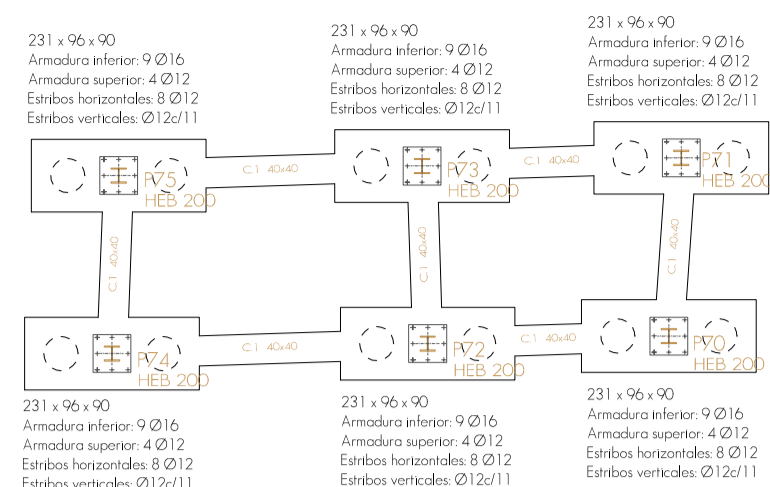 231 x 96 x 90
Armadura inferior: 9 Ø16
Armadura superior: 4 Ø12
Estribos horizontales: 8 Ø12
Estribos verticales: Ø12c/11
231 x 96 x 90
Armadura inferior: 9 Ø16
Armadura superior: 4 Ø12
Estribos horizontales: 8 Ø12
Estribos verticales: Ø12c/11
231 x 96 x 90
Armadura inferior: 9 Ø16
Armadura superior: 4 Ø12
Estribos horizontales: 8 Ø12
Estribos verticales: Ø12c/11
P75
HEB 200
C.1 40x40
P73
HEB 200
C.1 40x40
P71
HEB 200
C.1 40x40
C.1 40x40
C.1 40x40
P74
HEB 200
C.1 40x40
P72
HEB 200
C.1 40x40
P70
HEB 200
231 x 96 x 90
Armadura inferior: 9 Ø16
Armadura superior: 4 Ø12
Estribos horizontales: 8 Ø12
Estribos verticales: Ø12c/11
231 x 96 x 90
Armadura inferior: 9 Ø16
Armadura superior: 4 Ø12
Estribos horizontales: 8 Ø12
Estribos verticales: Ø12c/11
231 x 96 x 90
Armadura inferior: 9 Ø16
Armadura superior: 4 Ø12
Estribos horizontales: 8 Ø12
Estribos verticales: Ø12c/11